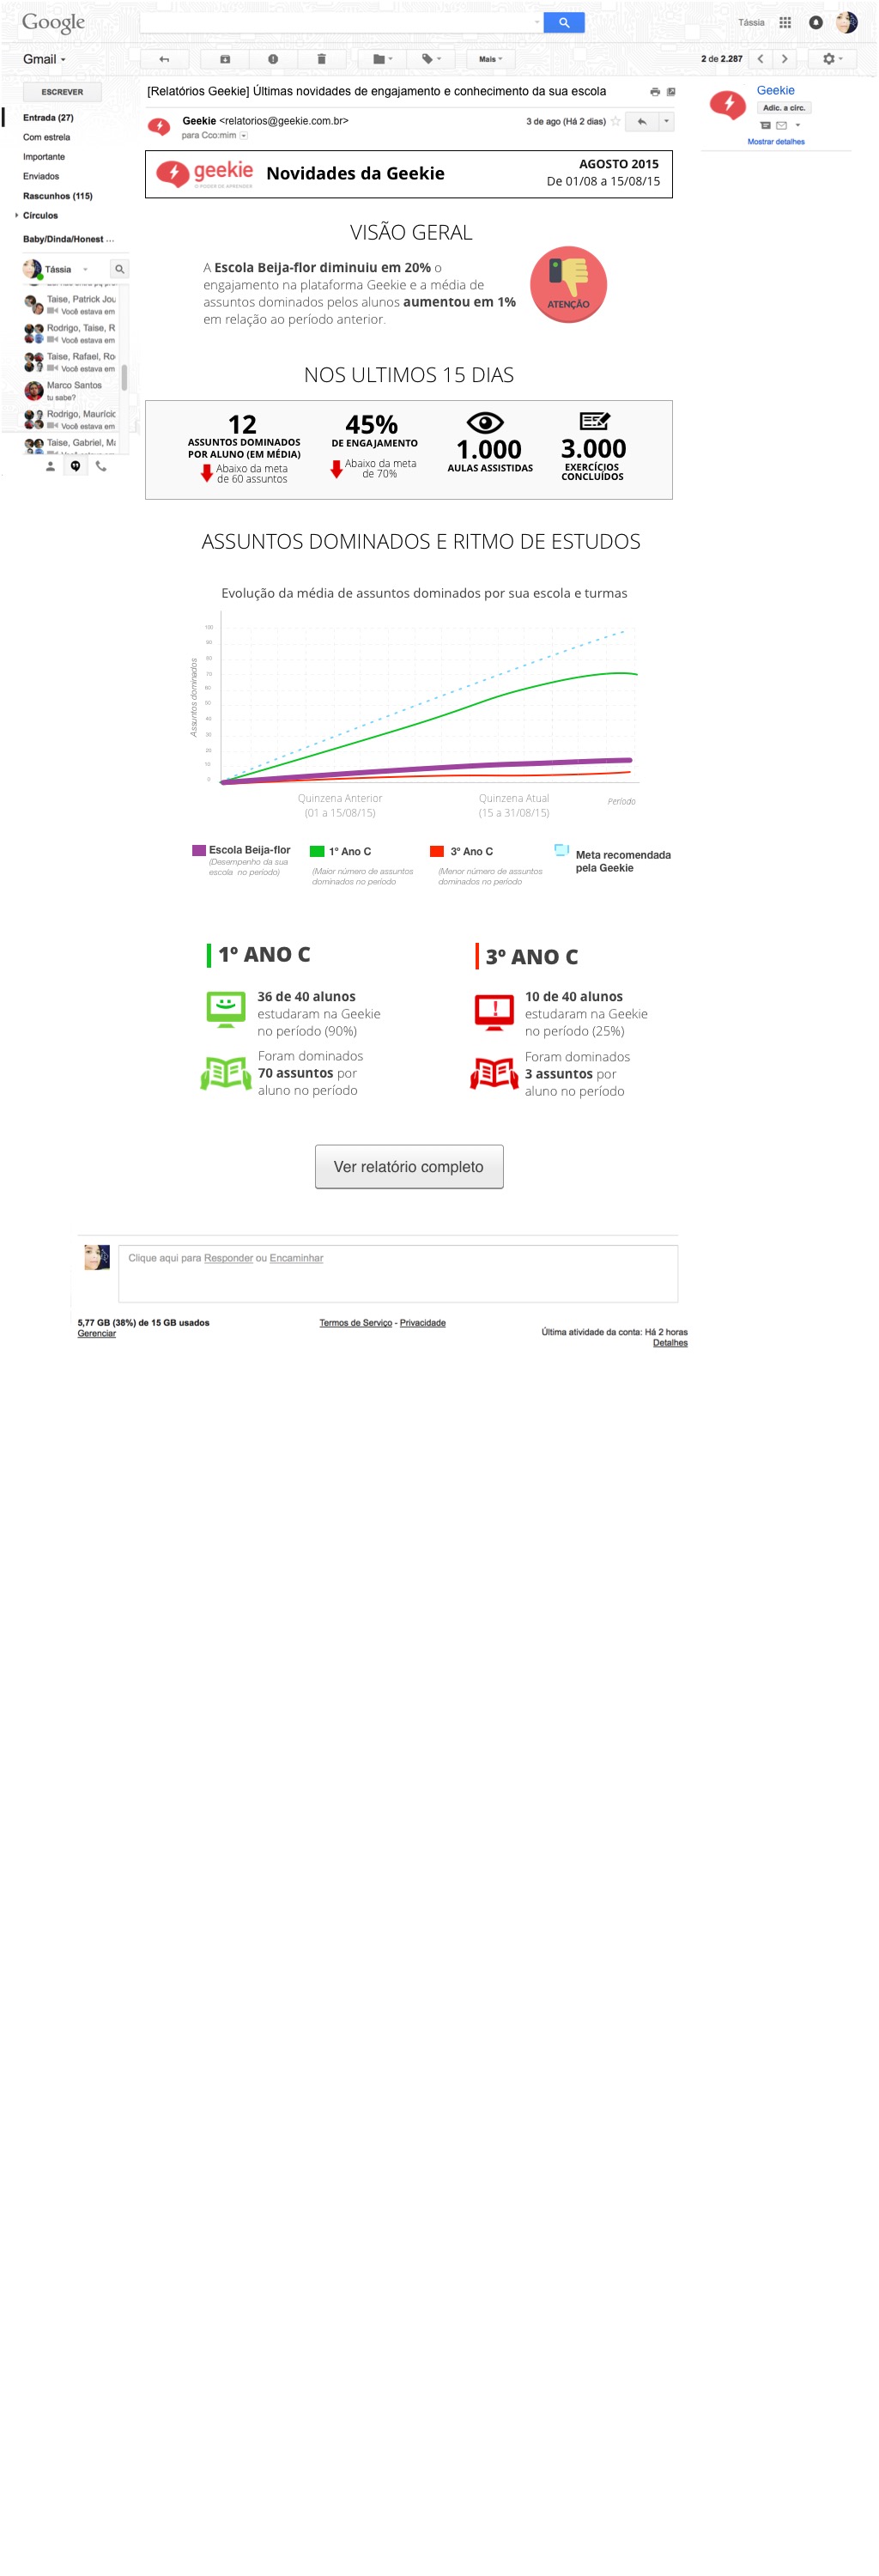 Google
Tássia
Gmail
Mais
2 de 2.287
ESCREVER
Entrada (27)
Com estrela
Importante
Enviados
Rascunhos (115)
Círculos
Baby/Dinda/Honest ...
Tássia
Taise, Patrick Jou
Você estava em
Rodrigo, Taise, R
Você estava em
Taise, Rafael, Ro
Você estava em
Marco Santos
tu sabe?
Rodrigo, Mauríci
Você estava em
Taise, Gabriel, Ma
[Relatórios Geekie] Últimas novidades de engajamento e conhecimento da sua escola
Geekie <relatorios@geekie.com.br>
para Cco:mim
3 de ago (Há 2 dias)
Geekie
Adic. a circ.
Mostrar detalhes
geekie
O PODER DE APRENDER
Novidades da Geekie
AGOSTO 2015
De 01/08 a 15/08/15
VISÃO GERAL
A Escola Beija-flor diminuiu em 20% o
engajamento na plataforma Geekie e a média de
assuntos dominados pelos alunos aumentou em 1%
em relação ao período anterior.
ATENÇÃO
NOS ULTIMOS 15 DIAS
12
ASSUNTOS DOMINADOS
POR ALUNO (EM MÉDIA)
Abaixo da meta
de 60 assuntos
45%
DE ENGAJAMENTO
Abaixo da meta
de 70%
1.000
AULAS ASSISTIDAS
3.000
EXERCÍCIOS
CONCLUÍDOS
ASSUNTOS DOMINADOS E RITMO DE ESTUDOS
Evolução da média de assuntos dominados por sua escola e turmas
Assuntos dominados
100
90
80
70
60
50
40
30
20
10
0
Quinzena Anterior
(01 a 15/08/15)
Quinzena Atual
(15 a 31/08/15)
Período
Escola Beija-flor
(Desempenho da sua
escola no período)
1º Ano C
(Maior número de assuntos
dominados no período
3º Ano C
(Menor número de assuntos
dominados no período
Meta recomendada
pela Geekie
1º ANO C
36 de 40 alunos
estudaram na Geekie
no período (90%)
Foram dominados
70 assuntos por
aluno no período
3º ANO C
10 de 40 alunos
estudaram na Geekie
no período (25%)
Foram dominados
3 assuntos por
aluno no período
Ver relatório completo
Clique aqui para Responder ou Encaminhar
5,77 GB (38%) de 15 GB usados
Gerenciar
Termos de Serviço - Privacidade
Última atividade da conta: Há 2 horas
Detalhes